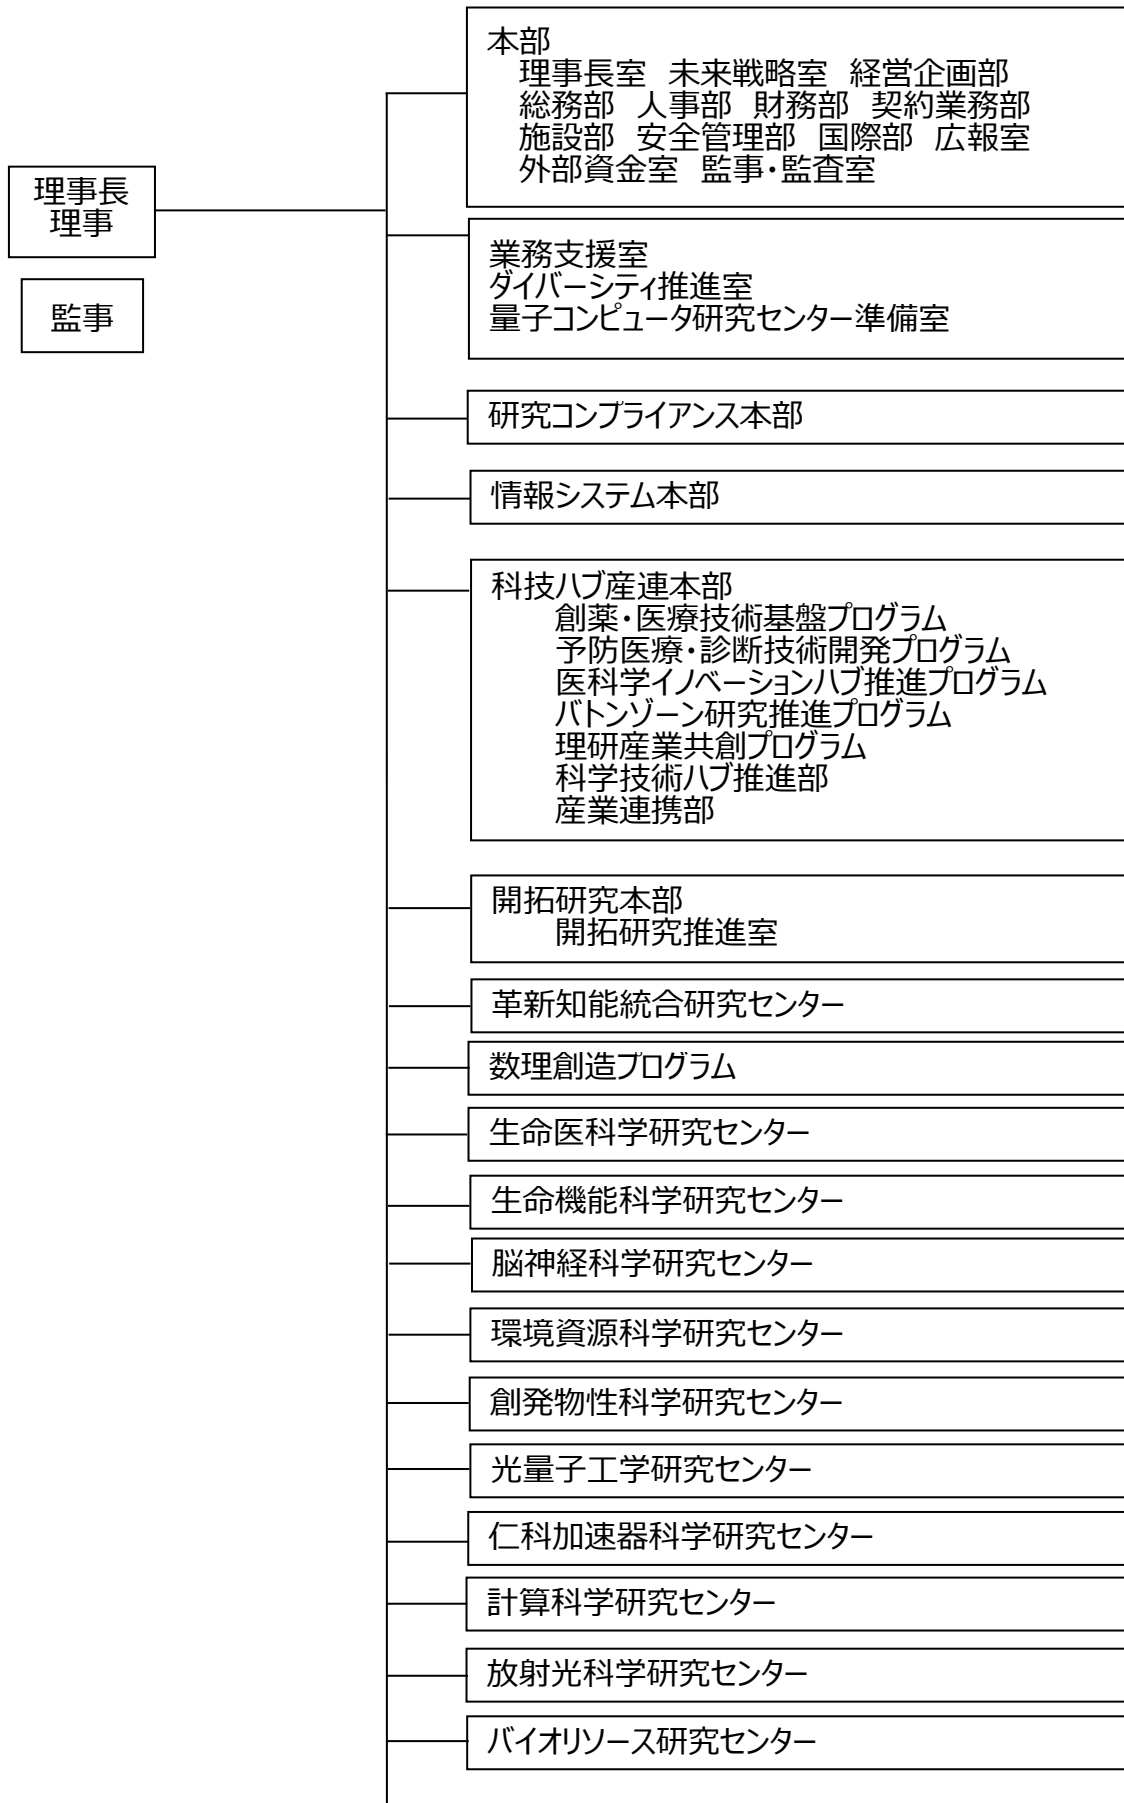 理事長
理事
監事
本部
理事長室 未来戦略室 経営企画部
総務部 人事部 財務部 契約業務部
施設部 安全管理部 国際部 広報室
外部資金室 監事・監査室
業務支援室
ダイバーシティ推進室
量子コンピュータ研究センター準備室
研究コンプライアンス本部
情報システム本部
科技ハブ産連本部
創薬・医療技術基盤プログラム
予防医療・診断技術開発プログラム
医科学イノベーションハブ推進プログラム
バトンゾーン研究推進プログラム
理研産業共創プログラム
科学技術ハブ推進部
産業連携部
開拓研究本部
開拓研究推進室
革新知能統合研究センター
数理創造プログラム
生命医科学研究センター
生命機能科学研究センター
脳神経科学研究センター
環境資源科学研究センター
創発物性科学研究センター
光量子工学研究センター
仁科加速器科学研究センター
計算科学研究センター
放射光科学研究センター
バイオリソース研究センター